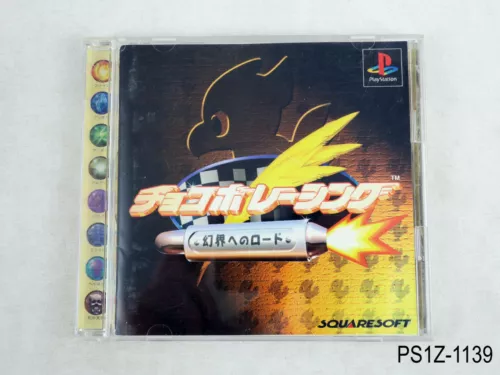 PlayStation
チョコボレーシング
TM
幻界へのロード
SQUARESOFT
PS1Z-1139